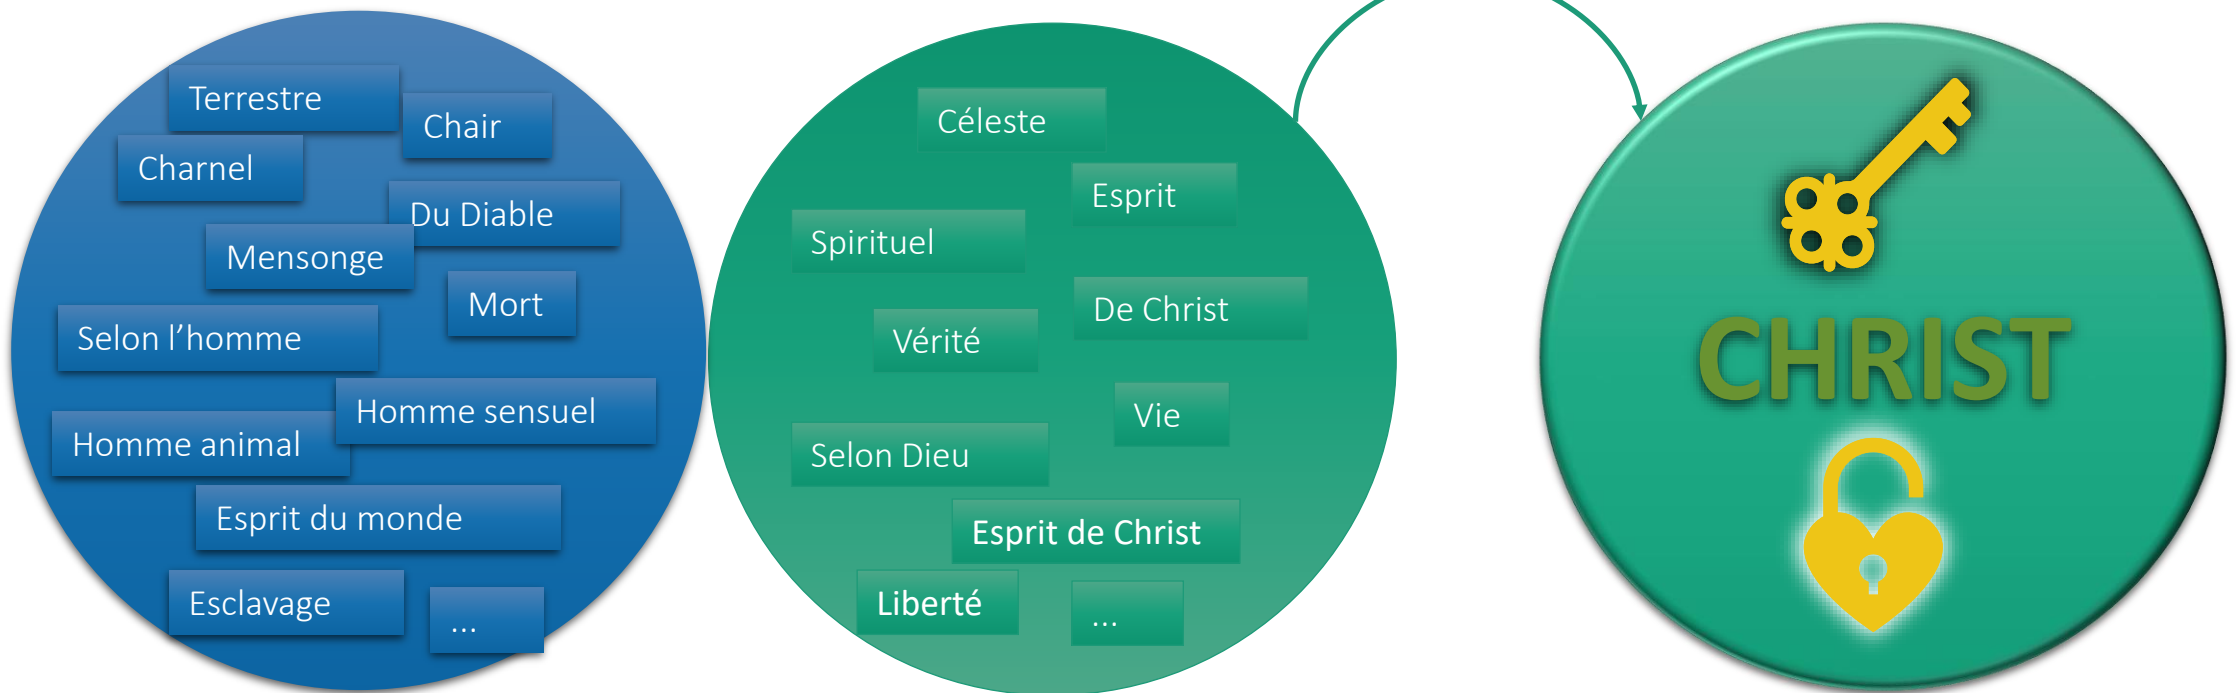 Terrestre
Chair
Charnel
Du Diable
Mensonge
Mort
Selon l’homme
Homme sensuel
Homme animal
Esprit du monde
Esclavage
...
Céleste
Esprit
Spirituel
De Christ
Vérité
Vie
Selon Dieu
Esprit de Christ
Liberté
...
CHRIST